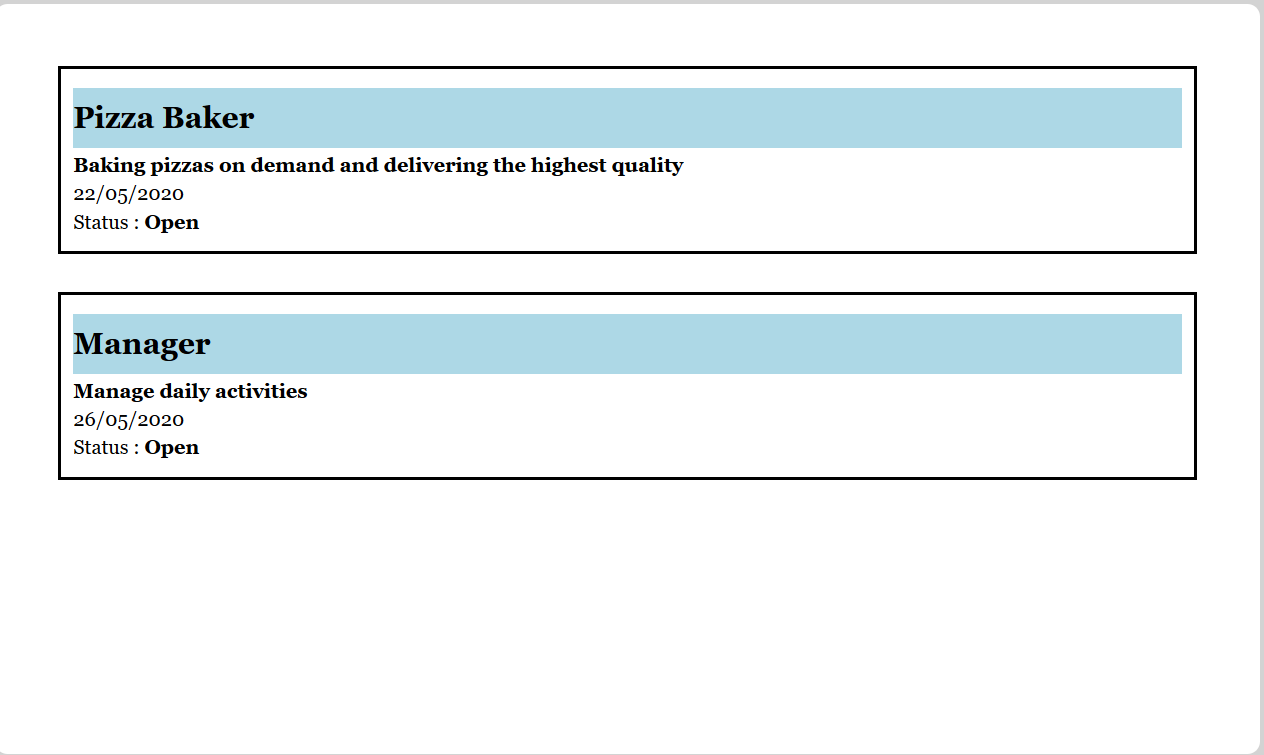 Pizza Baker
Baking pizzas on demand and delivering the highest quality
22/05/2020
Status : Open
Manager
Manage daily activities
26/05/2020
Status : Open